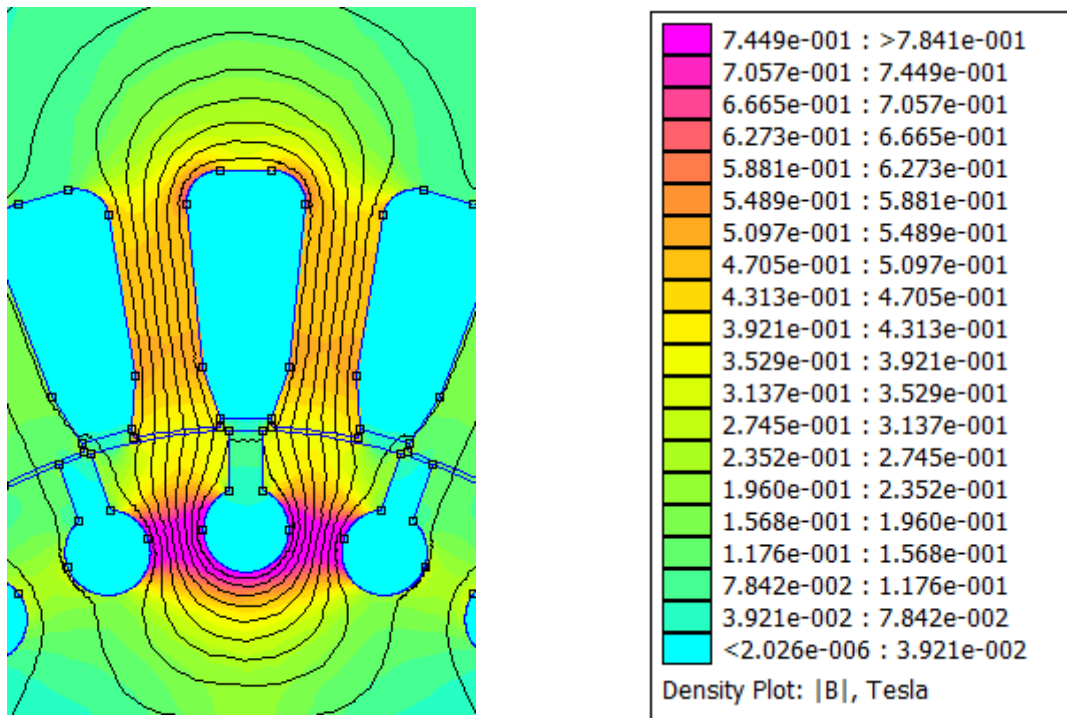 7.449e-001 : >7.841e-001
7.057e-001 : 7.449e-001
6.665e-001 : 7.057e-001
6.273e-001 : 6.665e-001
5.881e-001 : 6.273e-001
5.489e-001 : 5.881e-001
5.097e-001 : 5.489e-001
4.705e-001 : 5.097e-001
4.313e-001 : 4.705e-001
3.921e-001 : 4.313e-001
3.529e-001 : 3.921e-001
3.137e-001 : 3.529e-001
2.745e-001 : 3.137e-001
2.352e-001 : 2.745e-001
1.960e-001 : 2.352e-001
1.568e-001 : 1.960e-001
1.176e-001 : 1.568e-001
7.842e-002 : 1.176e-001
3.921e-002 : 7.842e-002
<2.026e-006 : 3.921e-002
Density Plot: |B|, Tesla